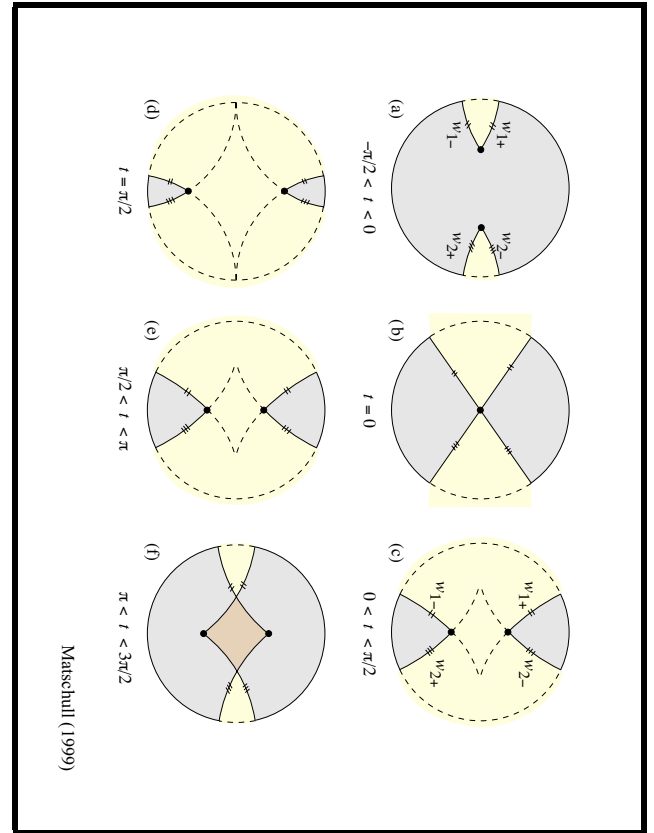 w1+ w2−
w1− w2+
w1+ w2−
w1− w2+
(a) (b) (c)
−π/2 < t < 0 t = 0 0 < t < π/2
(d) (e) (f)
t = π/2 π/2 < t < π π < t < 3π/2
Matschull (1999)